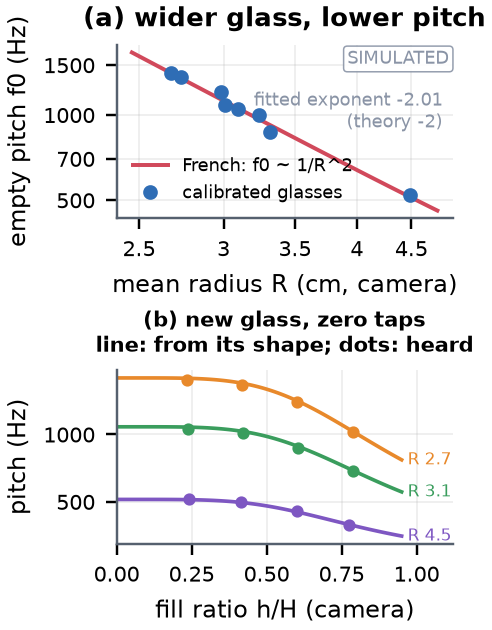 (a) wider glass, lower pitch
SIMULATED
fitted exponent -2.01
(theory -2)
French: f0 ~ 1/R^2
calibrated glasses
empty pitch f0 (Hz)
1500
1000
700
500
2.5 3 3.5 4 4.5
mean radius R (cm, camera)
(b) new glass, zero taps
line: from its shape; dots: heard
pitch (Hz)
1000
500
R 2.7
R 3.1
R 4.5
0.00 0.25 0.50 0.75 1.00
fill ratio h/H (camera)